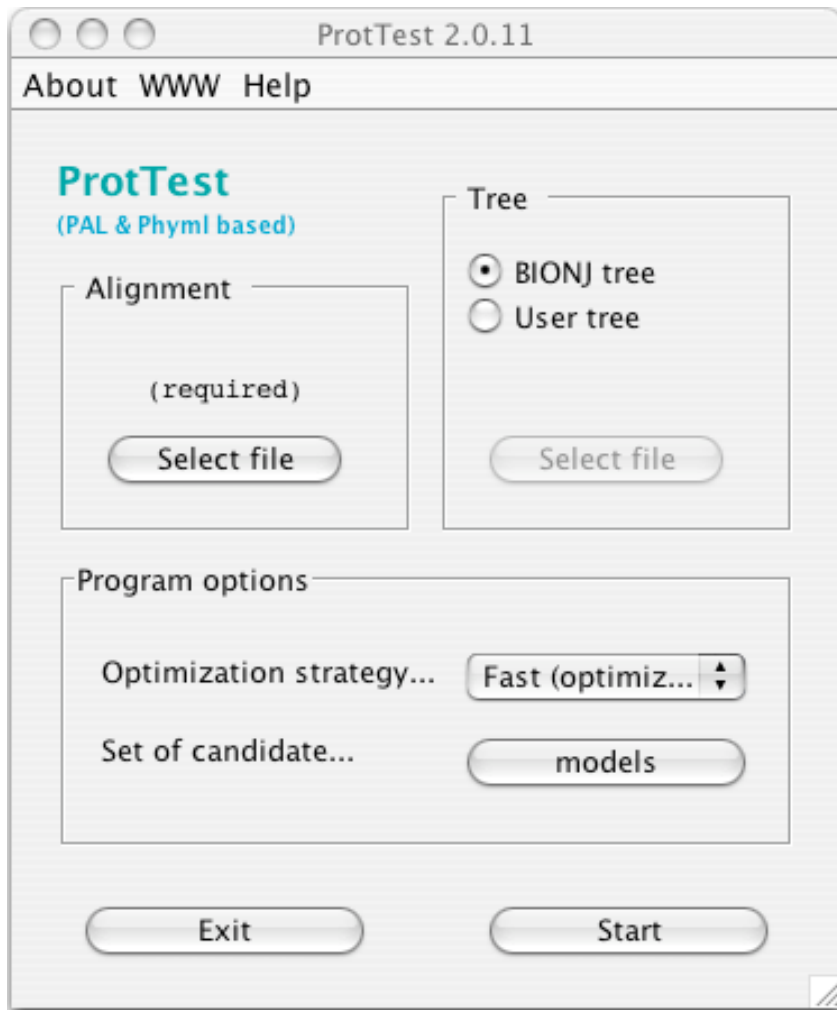 ProtTest 2.0.11
About WWW Help
ProtTest
(PAL & Phyml based)
Alignment
(required)
Select file
Tree
BIONJ tree
User tree
Select file
Program options
Optimization strategy...
Fast (optimiz...
Set of candidate...
models
Exit
Start